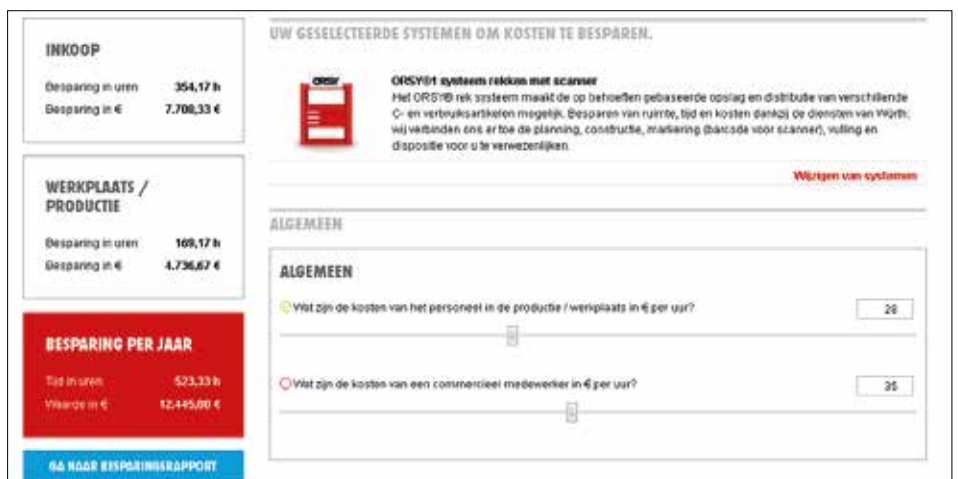 INKOOP
Besparing in uren 354,17 h
Besparing in € 7.708,33 €
WERKPLAATS /
PRODUCTIE
Besparing in uren 169,17 h
Besparing in € 4.736,67 €
BESPARING PER JAAR
Tijd in uren 523,33 h
Waarde in € 12.445,00 €
GA NAAR BESPARINGSRAPPORT
UW GESELECTEERDE SYSTEMEN OM KOSTEN TE BESPAREN.
ORSY
ORSY®1 systeem rekken met scanner
Het ORSY® rek systeem maakt de op behoeften gebaseerde opslag en distributie van verschillende
C- en verbruiksartikelen mogelijk. Besparen van ruimte, tijd en kosten dankzij de diensten van Würth:
wij verbinden ons er toe de planning, constructie, markering (barcode voor scanner), vulling en
dispositie voor u te verwezenlijken.
Wijzigen van systemen
ALGEMEEN
ALGEMEEN
Wat zijn de kosten van het personeel in de productie / werkplaats in € per uur? 28
Wat zijn de kosten van een commercieel medewerker in € per uur? 35